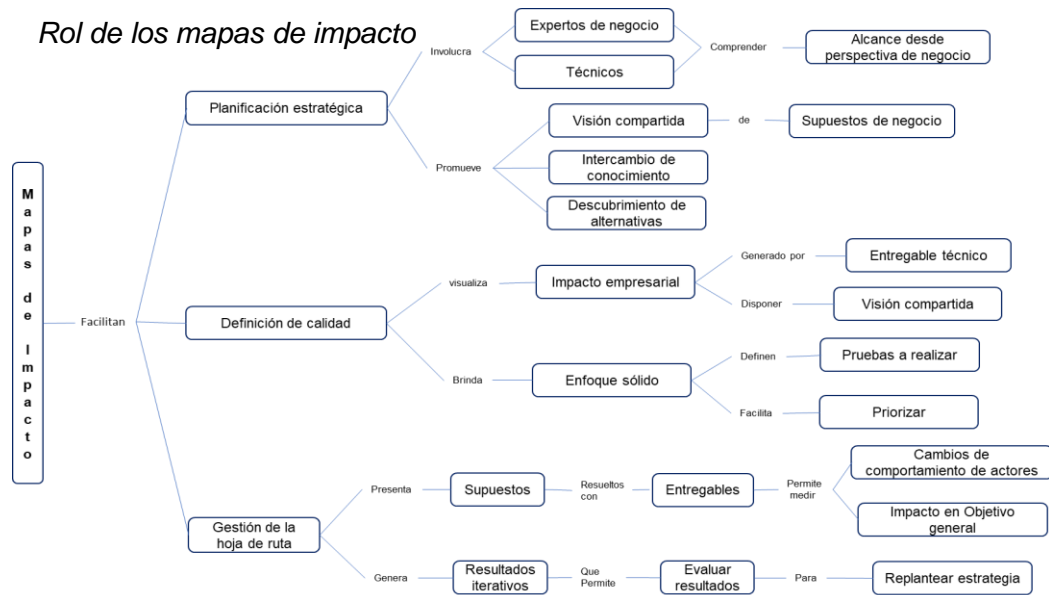 Rol de los mapas de impacto
Mapas de Impacto
Facilitan
Planificación estratégica
Involucra
Expertos de negocio
Técnicos
Comprender
Alcance desde
perspectiva de negocio
Promueve
Visión compartida
de
Supuestos de negocio
Intercambio de
conocimiento
Descubrimiento de
alternativas
Definición de calidad
visualiza
Impacto empresarial
Generado por
Entregable técnico
Disponer
Visión compartida
Brinda
Enfoque sólido
Definen
Pruebas a realizar
Facilita
Priorizar
Gestión de la
hoja de ruta
Presenta
Supuestos
Resueltos
con
Entregables
Permite
medir
Cambios de
comportamiento de actores
Impacto en Objetivo
general
Genera
Resultados
iterativos
Que
Permite
Evaluar
resultados
Para
Replantear estrategia